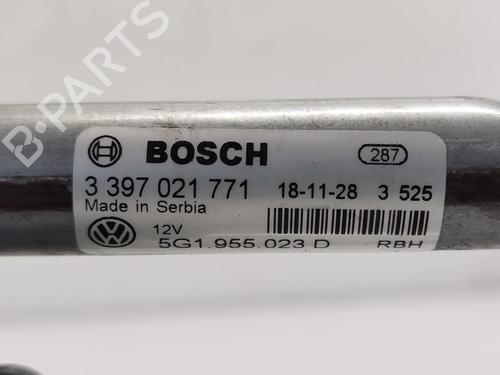 B-PARTS
BOSCH 287
3 397 021 771 18-11-28 3 525
Made in Serbia
12V
5G1.955.023 D RBH